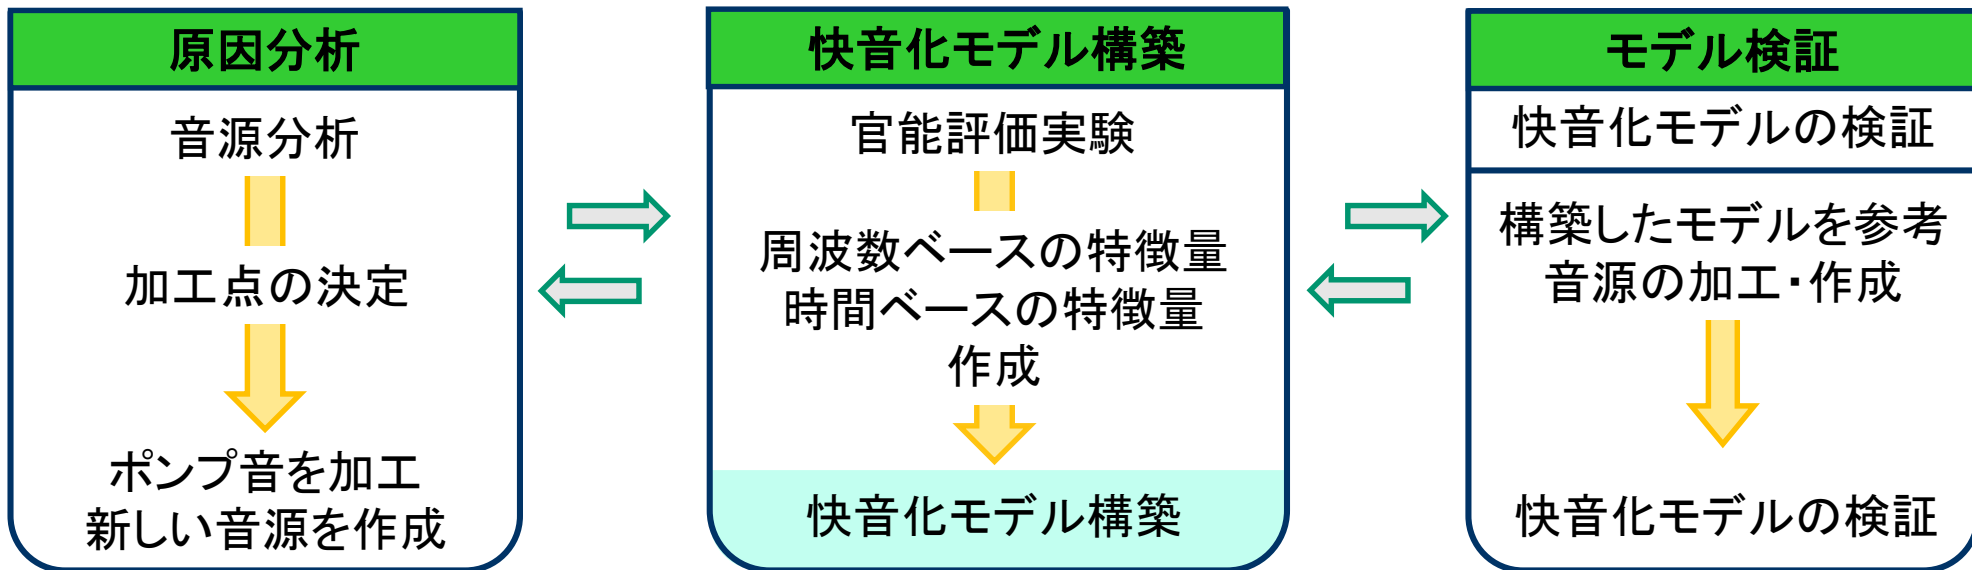 原因分析
音源分析
加工点の決定
ポンプ音を加工
新しい音源を作成
快音化モデル構築
官能評価実験
周波数ベースの特徴量
時間ベースの特徴量
作成
快音化モデル構築
モデル検証
快音化モデルの検証
構築したモデルを参考
音源の加工・作成
快音化モデルの検証